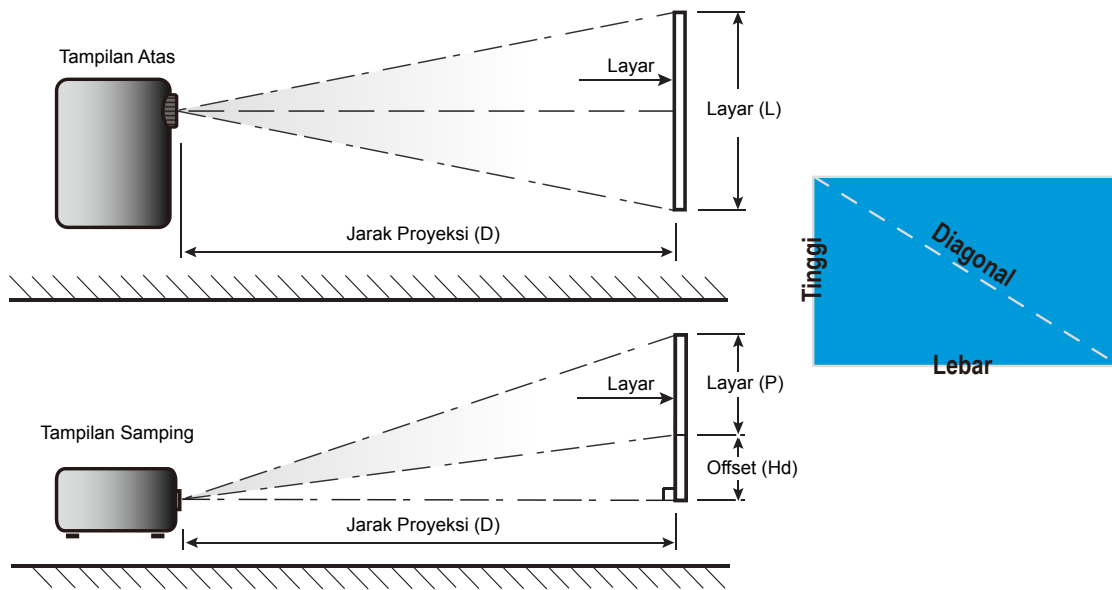 Tampilan Atas
Layar
Layar (L)
Jarak Proyeksi (D)
Tinggi
Diagonal
Lebar
Tampilan Samping
Layar
Layar (P)
Offset (Hd)
Jarak Proyeksi (D)